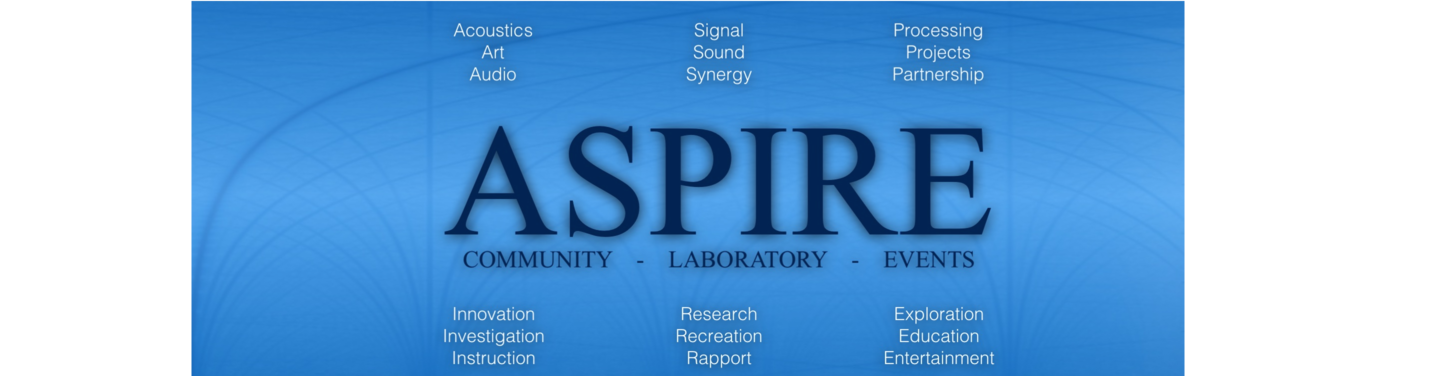 Acoustics Signal Processing
Art Sound Projects
Audio Synergy Partnership
ASPIRE
COMMUNITY - LABORATORY - EVENTS
Innovation Research Exploration
Investigation Recreation Education
Instruction Rapport Entertainment